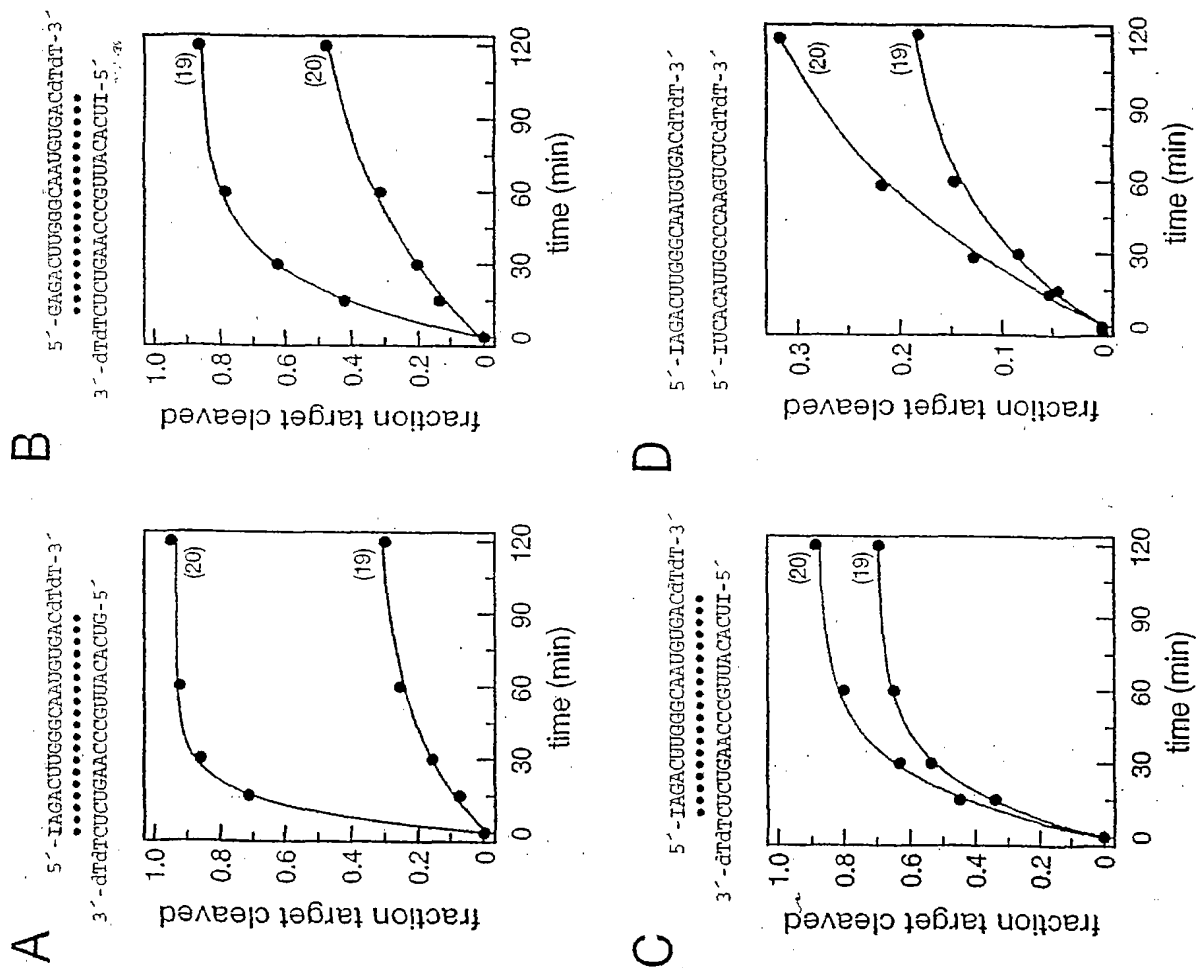 A
5´-IAGACUUGGGCAAUGUGACdTdT-3´
3´-dTdTCUCUGAACCCGUUACACUG-5´
fraction target cleaved
1.0
0.8
0.6
0.4
0.2
0
(20)
(19)
0 30 60 90 120
time (min)
B
5´-GAGACUUGGGCAAUGUGACdTdT-3´
3´-dTdTCUCUGAACCCGUUACACUI-5´
fraction target cleaved
1.0
0.8
0.6
0.4
0.2
0
(19)
(20)
0 30 60 90 120
time (min)
C
5´-IAGACUUGGGCAAUGUGACdTdT-3´
3´-dTdTCUCUGAACCCGUUACACUI-5´
fraction target cleaved
1.0
0.8
0.6
0.4
0.2
0
(20)
(19)
0 30 60 90 120
time (min)
D
5´-IAGACUUGGGCAAUGUGACdTdT-3´
5´-IUCACAUUGCCCAAGUCUCdTdT-3´
fraction target cleaved
0.3
0.2
0.1
0
(20)
(19)
0 30 60 90 120
time (min)